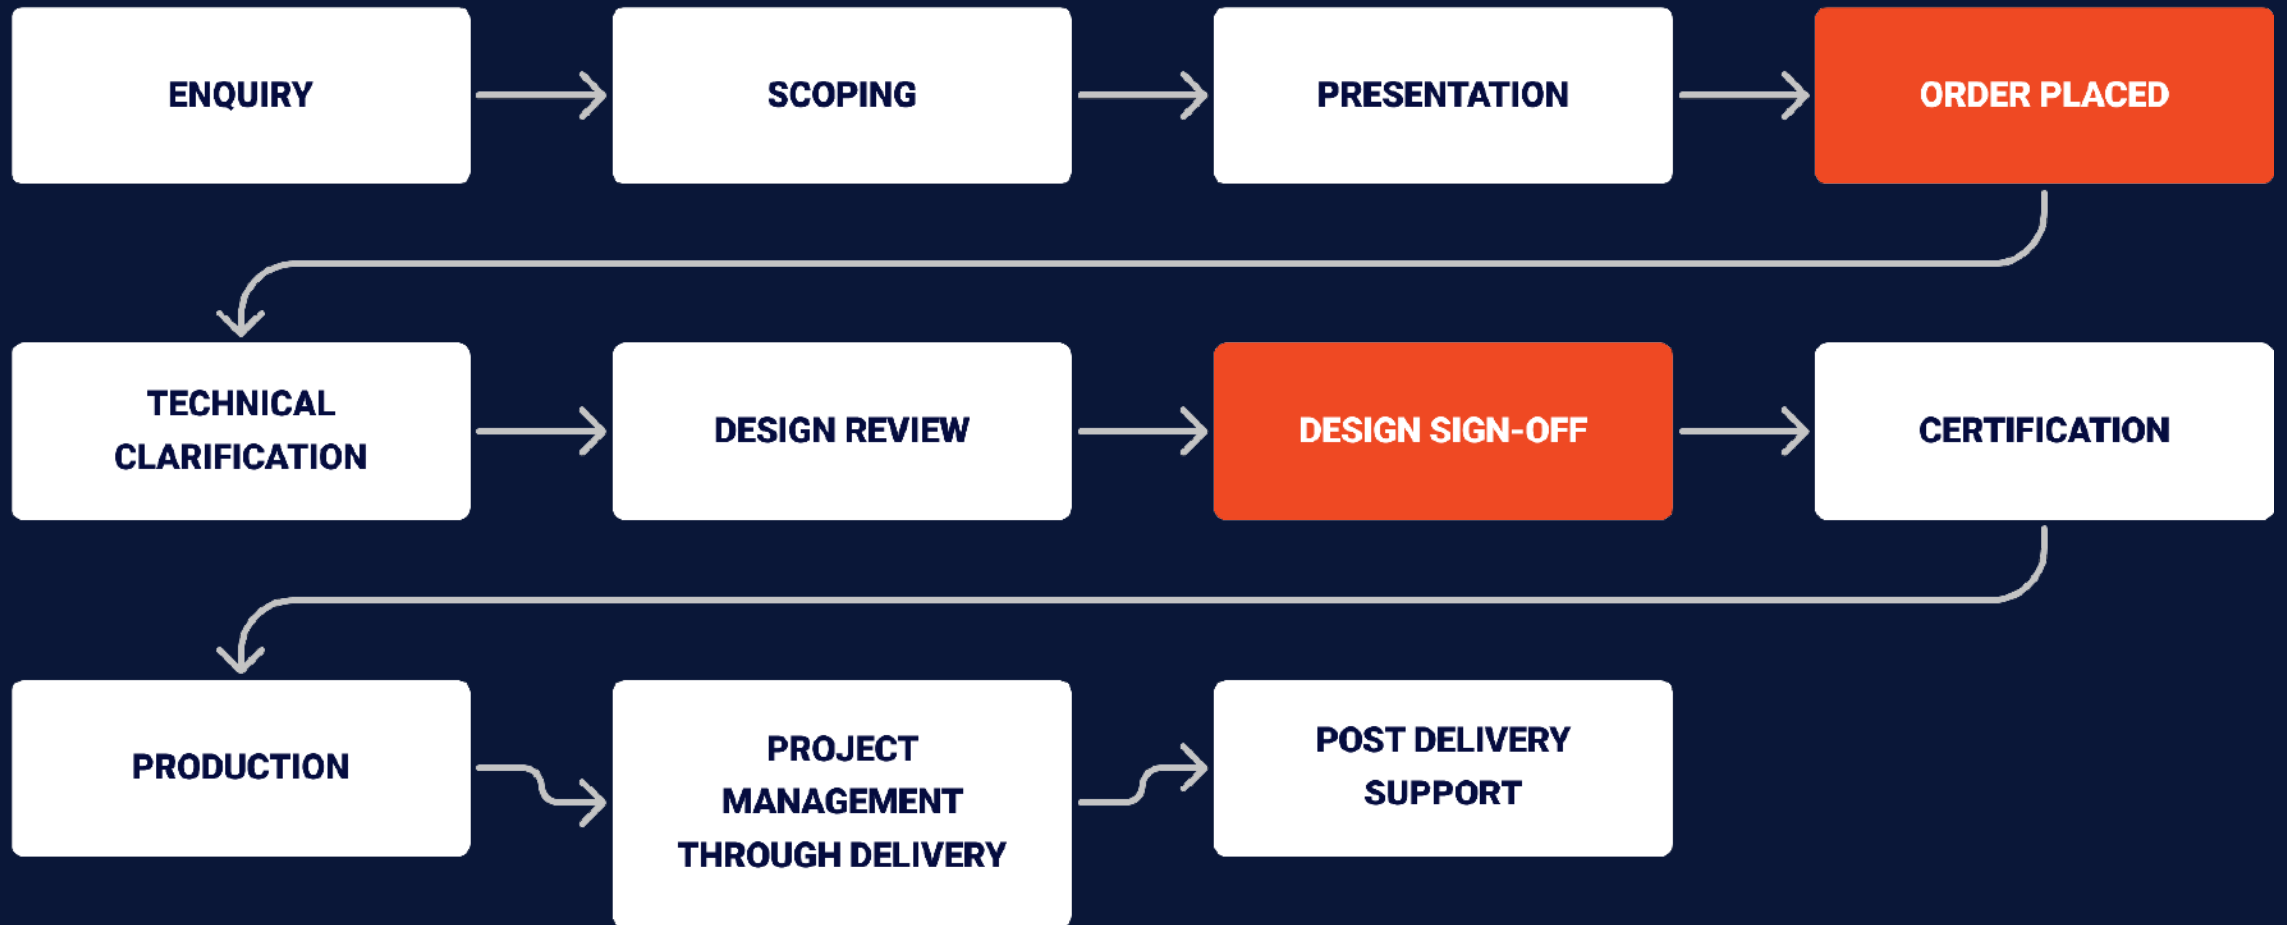 ENQUIRY
SCOPING
PRESENTATION
ORDER PLACED
TECHNICAL
CLARIFICATION
DESIGN REVIEW
DESIGN SIGN-OFF
CERTIFICATION
PRODUCTION
PROJECT
MANAGEMENT
THROUGH DELIVERY
POST DELIVERY
SUPPORT